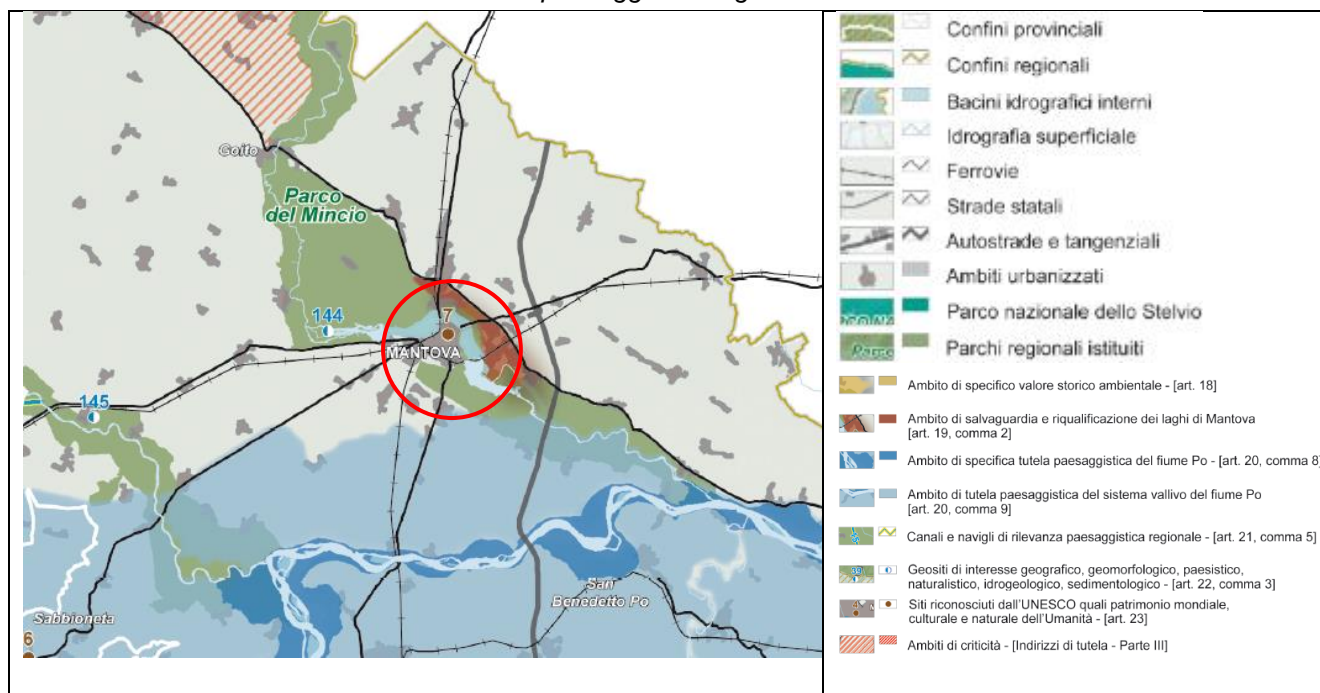 Goito
Parco
del Mincio
144
7
MANTOVA
145
San
Benedetto Po
Sabbioneta
6
Confini provinciali
Confini regionali
Bacini idrografici interni
Idrografia superficiale
Ferrovie
Strade statali
Autostrade e tangenziali
Ambiti urbanizzati
Parco nazionale dello Stelvio
Parchi regionali istituiti
Ambito di specifico valore storico ambientale - [art. 18]
Ambito di salvaguardia e riqualificazione dei laghi di Mantova
[art. 19, comma 2]
Ambito di specifica tutela paesaggistica del fiume Po - [art. 20, comma 8]
Ambito di tutela paesaggistica del sistema vallivo del fiume Po
[art. 20, comma 9]
Canali e navigli di rilevanza paesaggistica regionale - [art. 21, comma 5]
Geositi di interesse geografico, geomorfologico, paesistico,
naturalistico, idrogeologico, sedimentologico - [art. 22, comma 3]
Siti riconosciuti dall'UNESCO quali patrimonio mondiale,
culturale e naturale dell'Umanità - [art. 23]
Ambiti di criticità - [Indirizzi di tutela - Parte III]